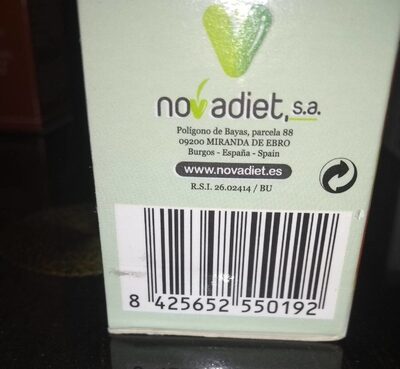 novadiet, s.a.
Polígono de Bayas, parcela 88
09200 MIRANDA DE EBRO
Burgos - España - Spain
www.novadiet.es
R.S.I. 26.02414 / BU
8 425652 550192